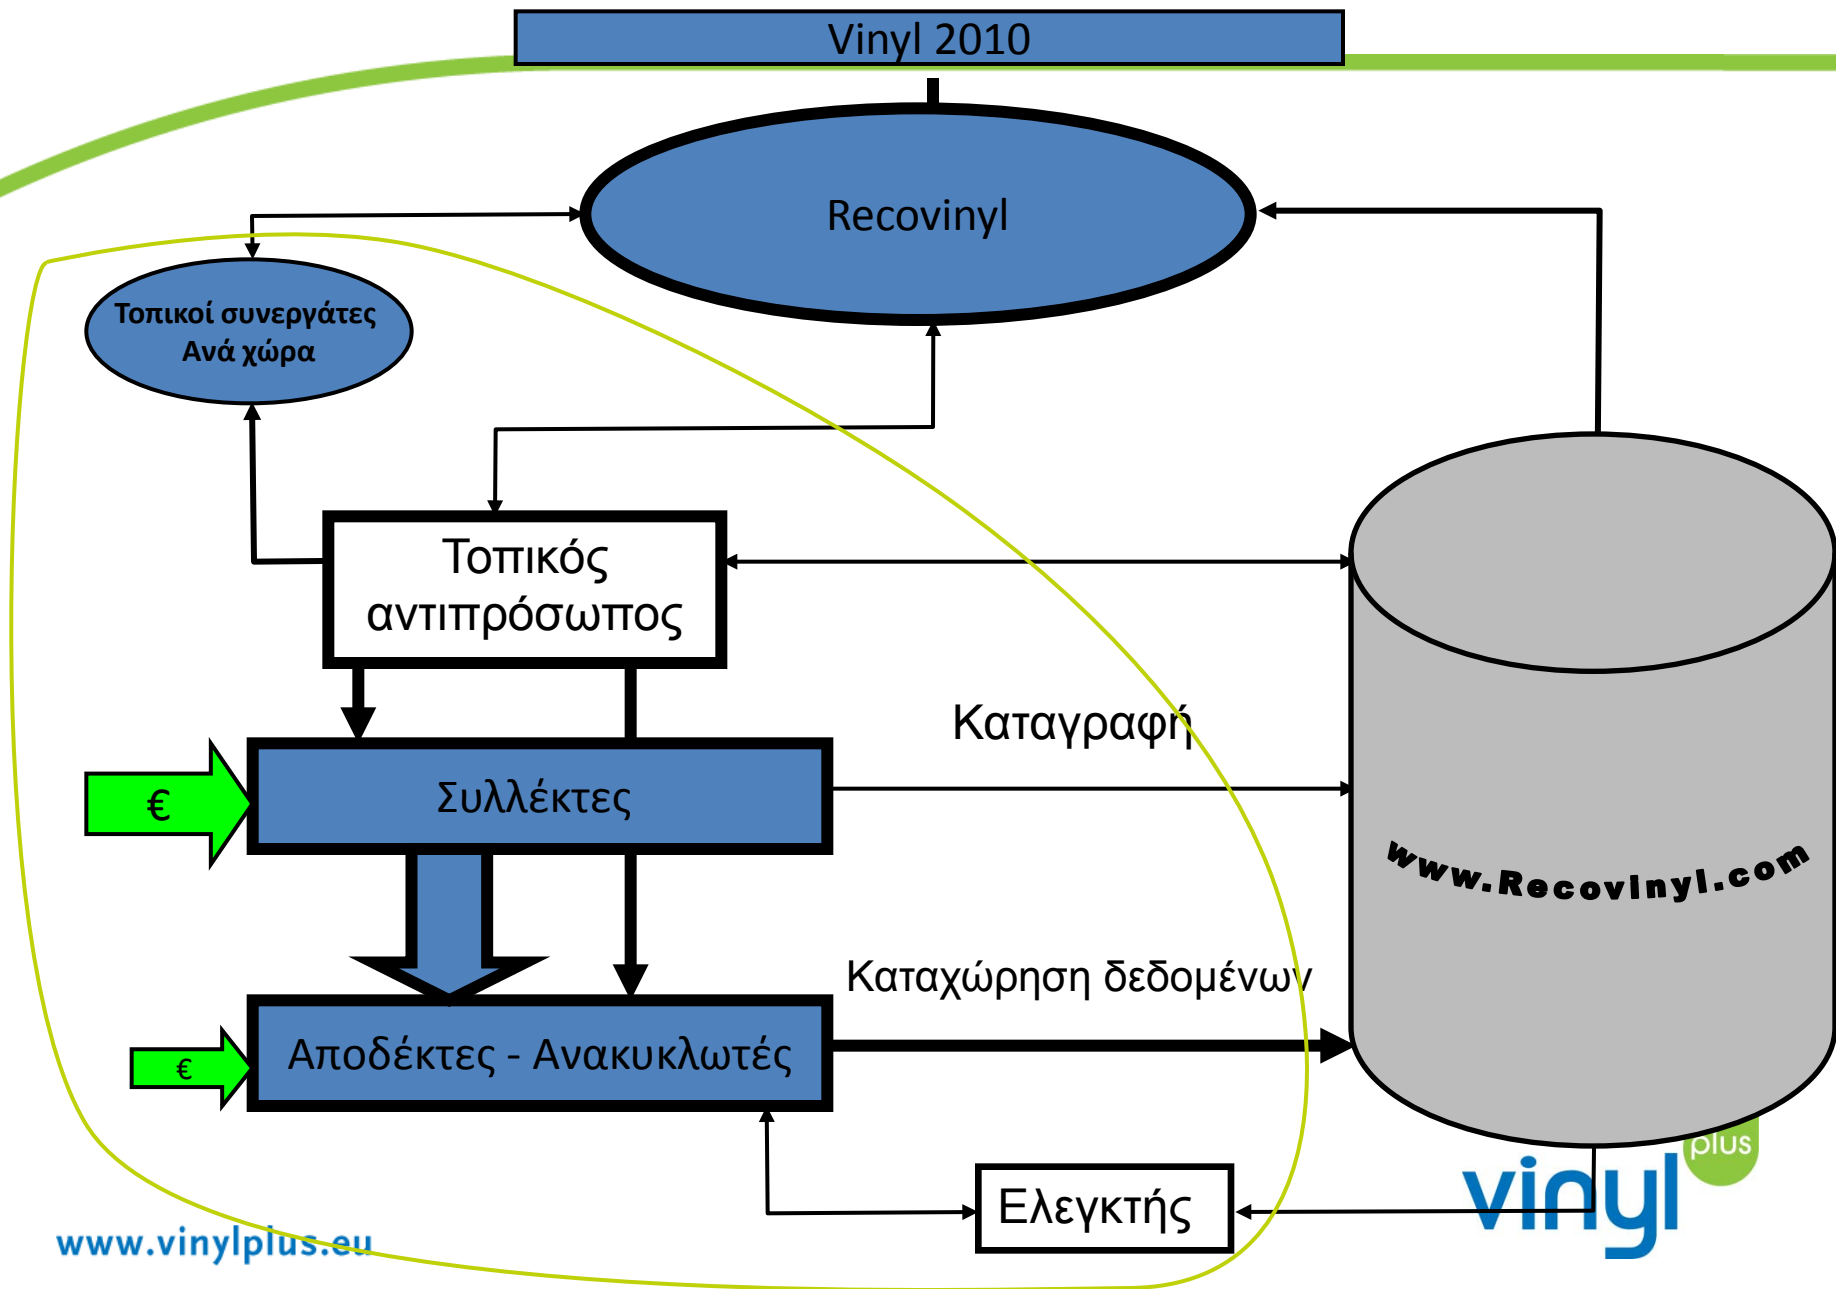 Vinyl 2010
Recovinyl
Τοπικοί συνεργάτες
Ανά χώρα
Τοπικός
αντιπρόσωπος
Καταγραφή
€
Συλλέκτες
www.Recovinyl.com
Καταχώρηση δεδομένων
€
Αποδέκτες - Ανακυκλωτές
plus
vinyl
Ελεγκτής
www.vinylplus.eu